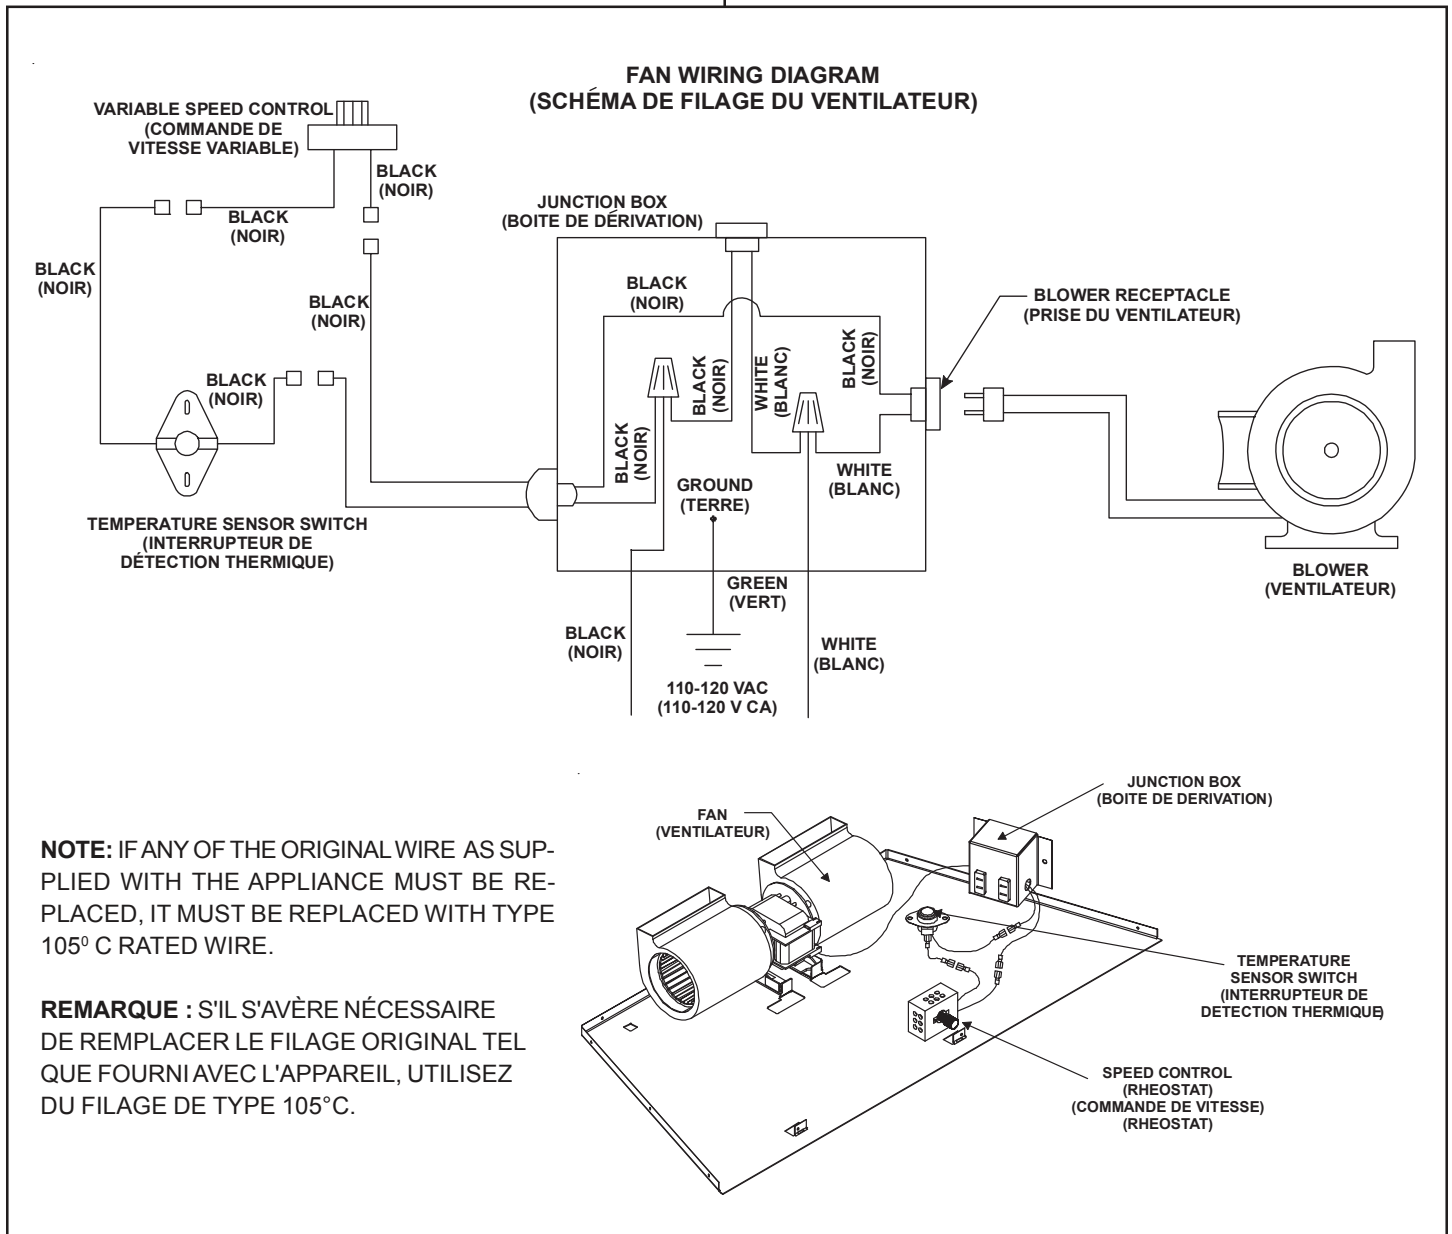 FAN WIRING DIAGRAM
(SCHÉMA DE FILAGE DU VENTILATEUR)
VARIABLE SPEED CONTROL
(COMMANDE DE
VITESSE VARIABLE)
BLACK
(NOIR)
BLACK
(NOIR)
BLACK
(NOIR)
BLACK
(NOIR)
BLACK
(NOIR)
TEMPERATURE SENSOR SWITCH
(INTERRUPTEUR DE
DÉTECTION THERMIQUE)
JUNCTION BOX
(BOITE DE DÉRIVATION)
BLACK
(NOIR)
BLACK
(NOIR)
WHITE
(BLANC)
BLACK
(NOIR)
BLACK
(NOIR)
WHITE
(BLANC)
GROUND
(TERRE)
GREEN
(VERT)
BLACK
(NOIR)
WHITE
(BLANC)
110-120 VAC
(110-120 V CA)
BLOWER RECEPTACLE
(PRISE DU VENTILATEUR)
BLOWER
(VENTILATEUR)
NOTE: IF ANY OF THE ORIGINAL WIRE AS SUP-
PLIED WITH THE APPLIANCE MUST BE RE-
PLACED, IT MUST BE REPLACED WITH TYPE
105⁰ C RATED WIRE.
REMARQUE : S'IL S'AVÈRE NÉCESSAIRE
DE REMPLACER LE FILAGE ORIGINAL TEL
QUE FOURNI AVEC L'APPAREIL, UTILISEZ
DU FILAGE DE TYPE 105°C.
FAN
(VENTILATEUR)
JUNCTION BOX
(BOITE DE DERIVATION)
TEMPERATURE
SENSOR SWITCH
(INTERRUPTEUR DE
DETECTION THERMIQUE)
SPEED CONTROL
(RHEOSTAT)
(COMMANDE DE VITESSE)
(RHEOSTAT)